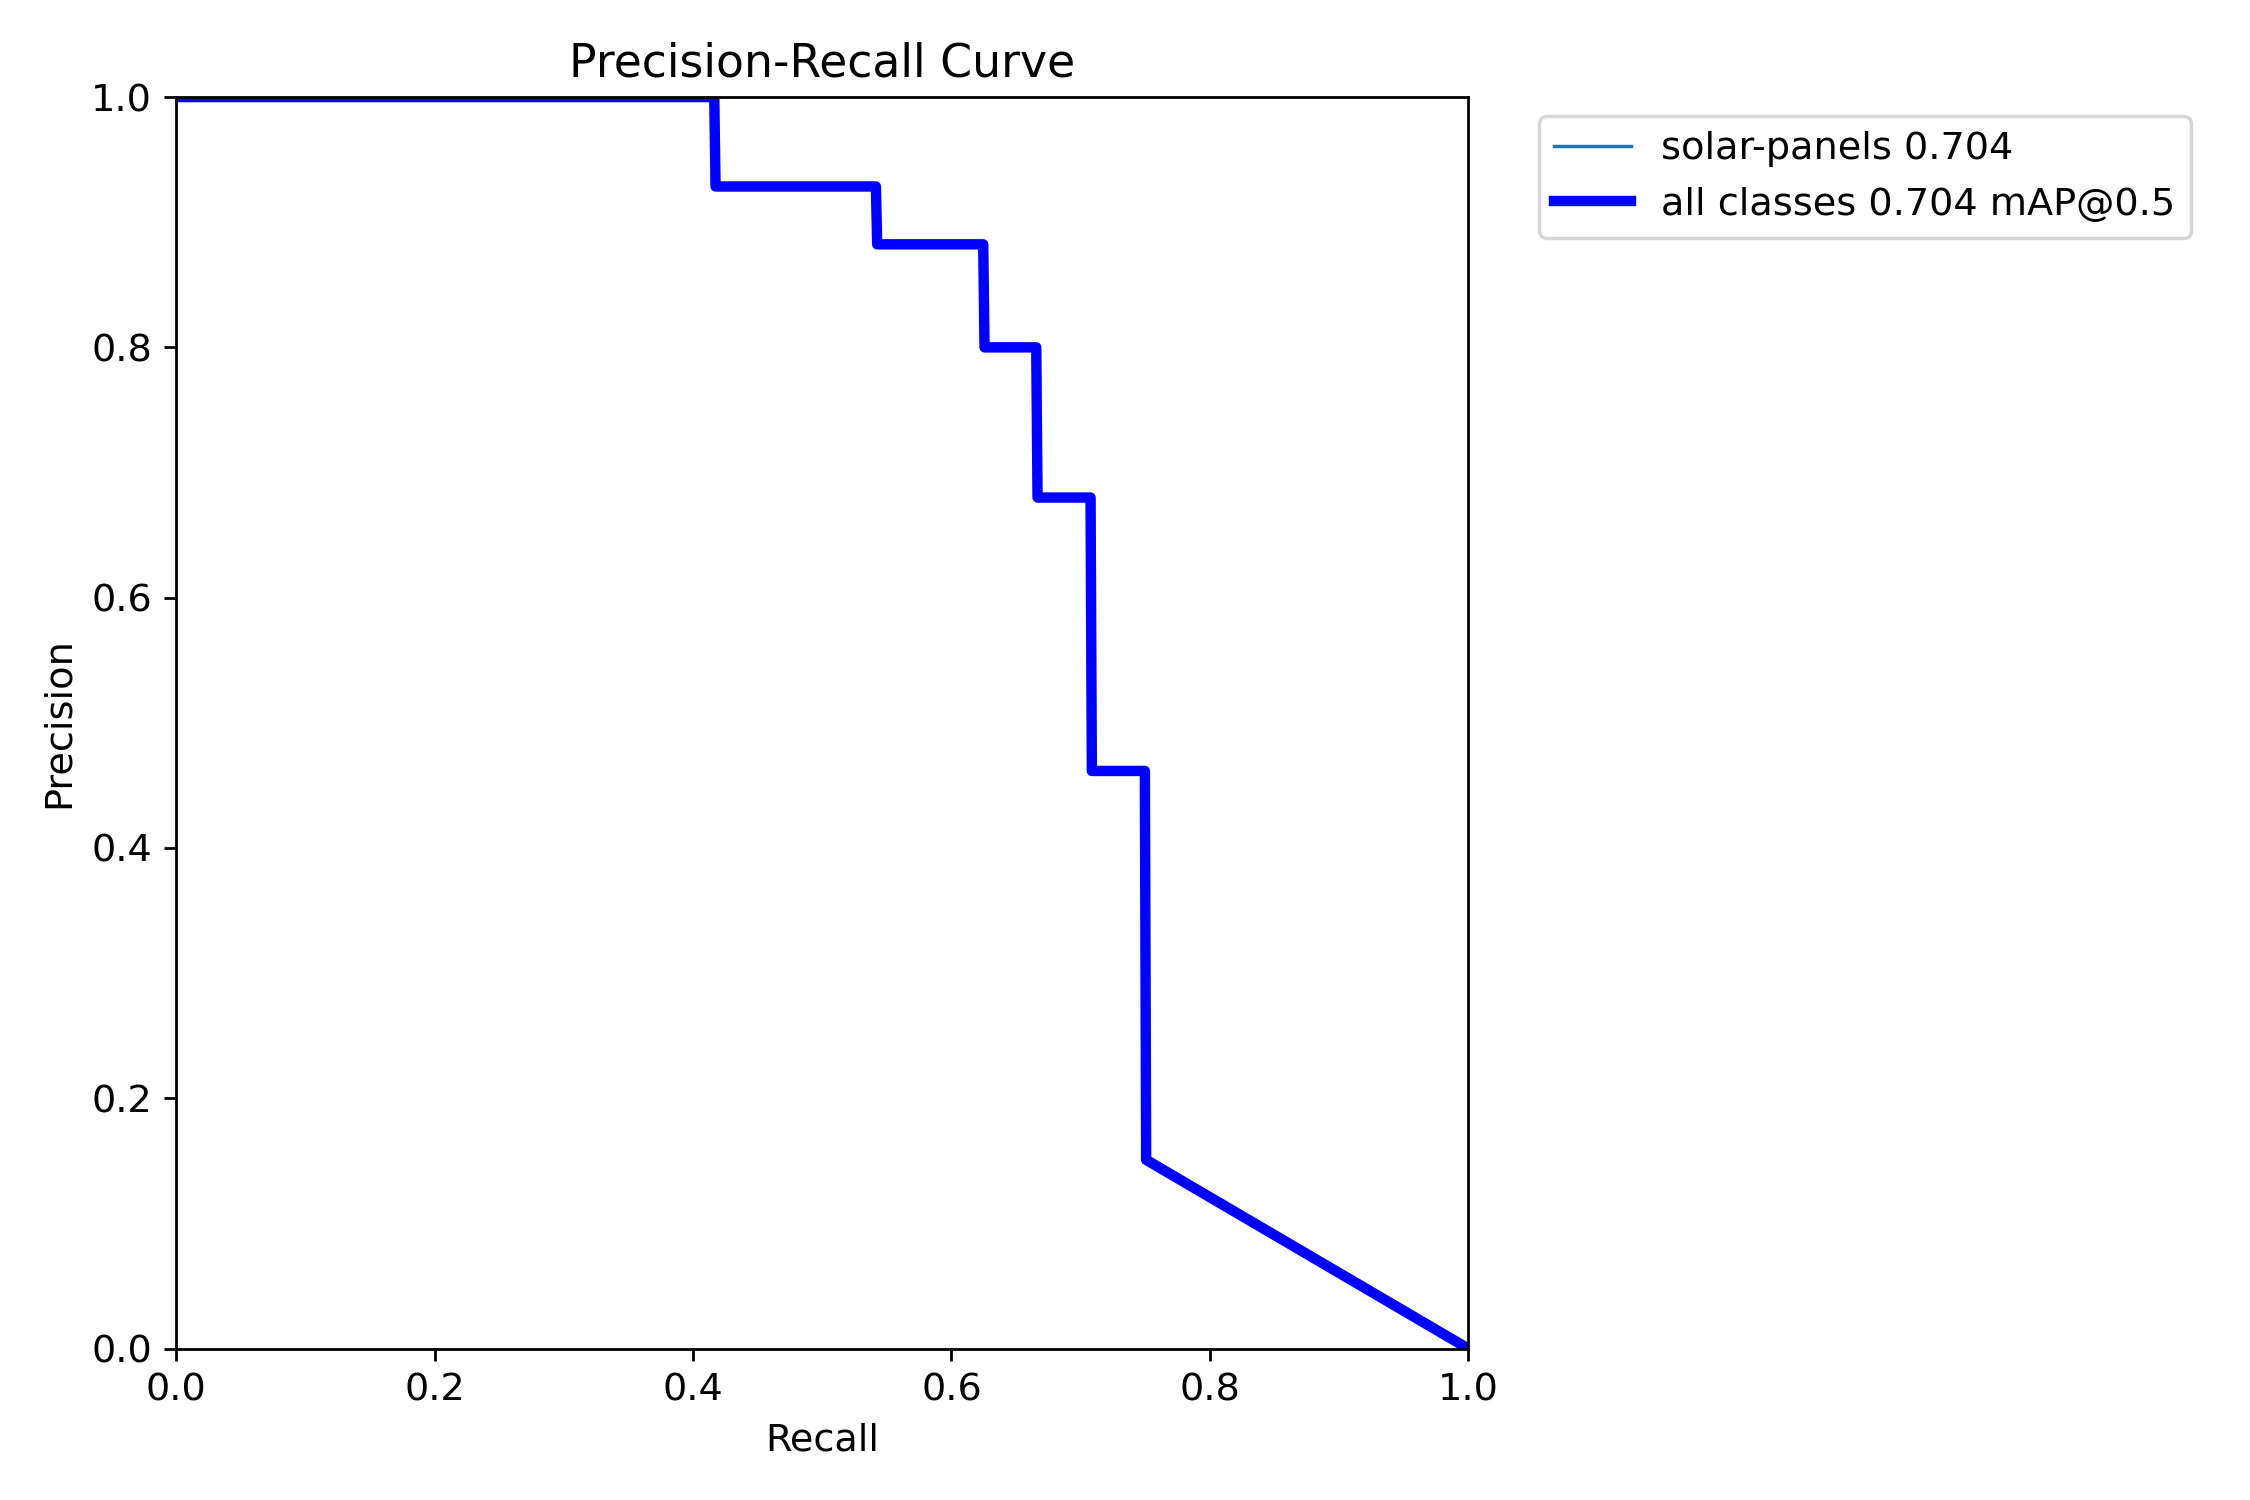 Precision-Recall Curve
1.0
0.8
0.6
0.4
0.2
0.0
Precision
0.0 0.2 0.4 0.6 0.8 1.0
Recall
solar-panels 0.704
all classes 0.704 mAP@0.5